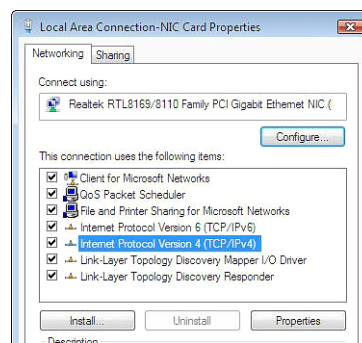 Local Area Connection-NIC Card Properties
Networking
Sharing
Connect using:
Realtek RTL8169/8110 Family PCI Gigabit Ethernet NIC (
Configure...
This connection uses the following items:
Client for Microsoft Networks
QoS Packet Scheduler
File and Printer Sharing for Microsoft Networks
Internet Protocol Version 6 (TCP/IPv6)
Internet Protocol Version 4 (TCP/IPv4)
Link-Layer Topology Discovery Mapper I/O Driver
Link-Layer Topology Discovery Responder
Install...
Uninstall
Properties
Description